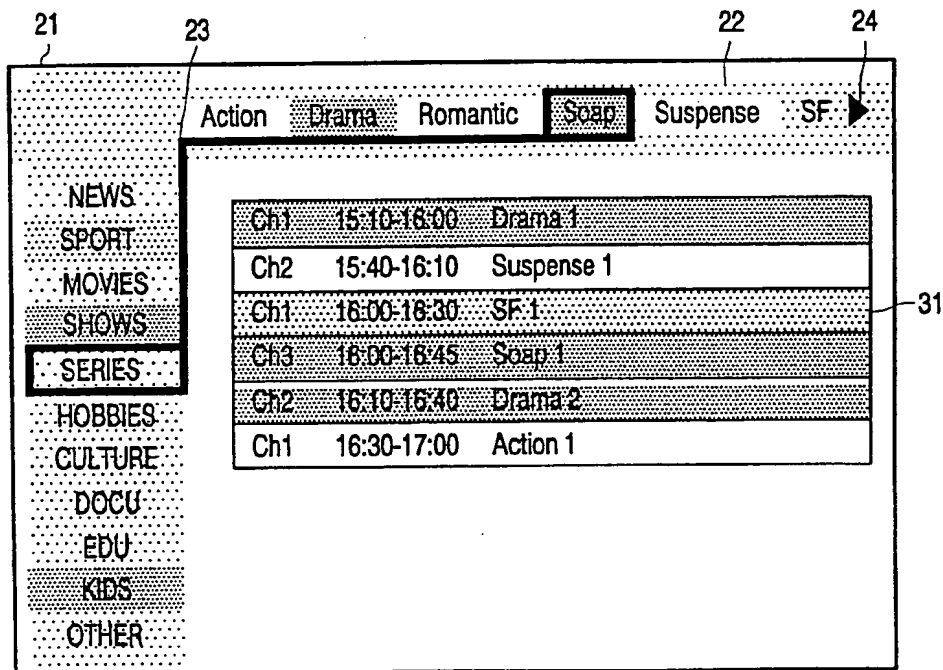 21 23 22 24
Action Drama Romantic Soap Suspense SF
NEWS
SPORT
MOVIES
SHOWS
SERIES
HOBBIES
CULTURE
DOCU
EDU
KIDS
OTHER
Ch1 15:10-16:00 Drama 1
Ch2 15:40-16:10 Suspense 1
Ch1 16:00-16:30 SF 1
Ch3 16:00-16:45 Soap 1
Ch2 16:10-16:40 Drama 2
Ch1 16:30-17:00 Action 1
31